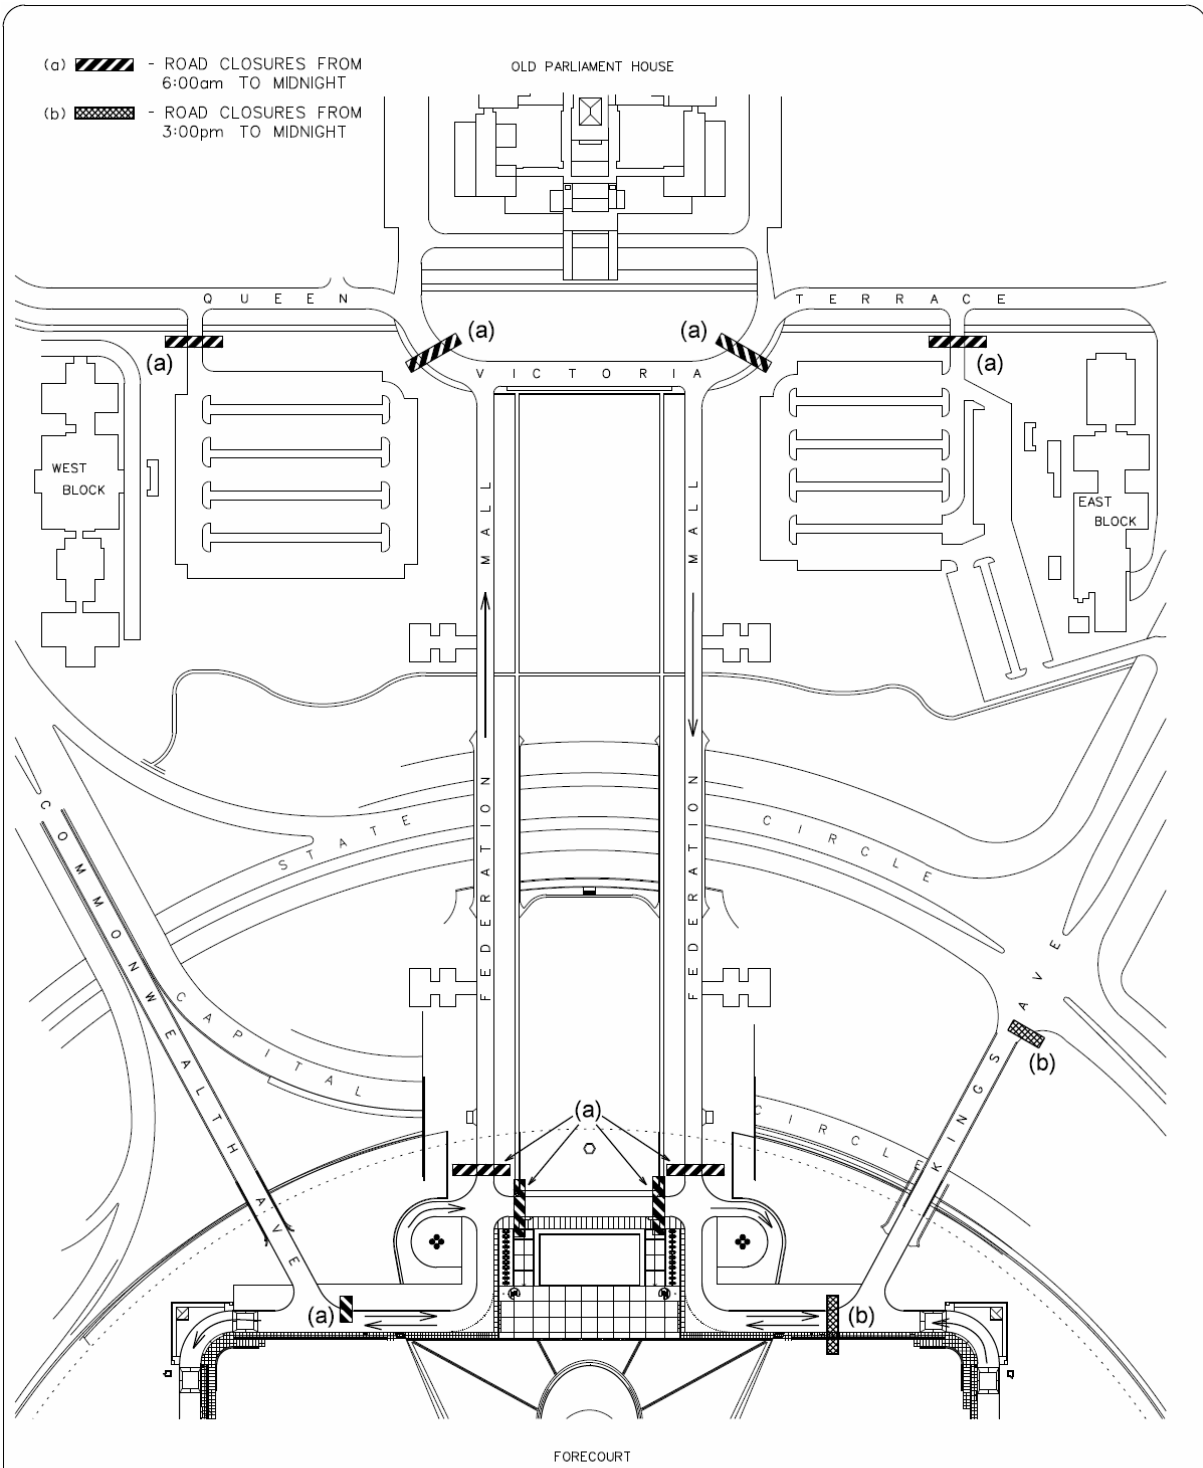 (a) - ROAD CLOSURES FROM
6:00am TO MIDNIGHT
(b) - ROAD CLOSURES FROM
3:00pm TO MIDNIGHT
OLD PARLIAMENT HOUSE
QUEEN
TERRACE
(a)
(a)
(a)
(a)
VICTORIA
WEST
BLOCK
MALL
MALL
EAST
BLOCK
STATE
CIRCLE
COMMONWEALTH AVE
FEDERATION
FEDERATION
KINGS AVE
CAPITAL
CIRCLE
(b)
(a)
(a)
(b)
FORECOURT